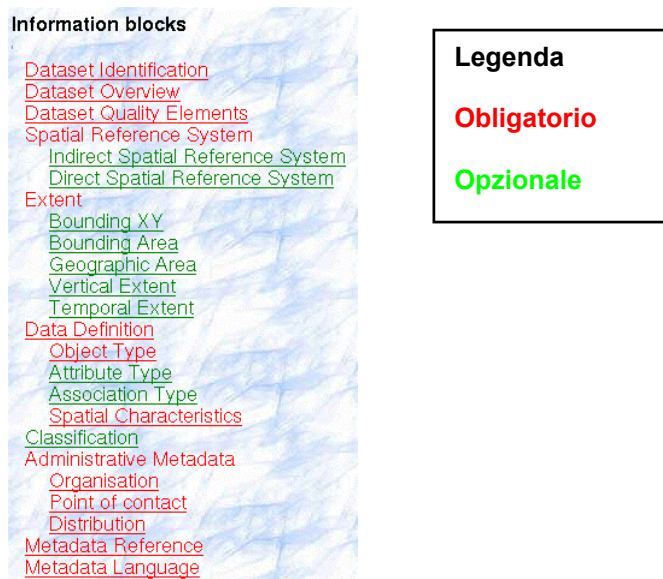 Information blocks
Dataset Identification
Dataset Overview
Dataset Quality Elements
Spatial Reference System
Indirect Spatial Reference System
Direct Spatial Reference System
Extent
Bounding XY
Bounding Area
Geographic Area
Vertical Extent
Temporal Extent
Data Definition
Object Type
Attribute Type
Association Type
Spatial Characteristics
Classification
Administrative Metadata
Organisation
Point of contact
Distribution
Metadata Reference
Metadata Language
Legenda
Obligatorio
Opzionale